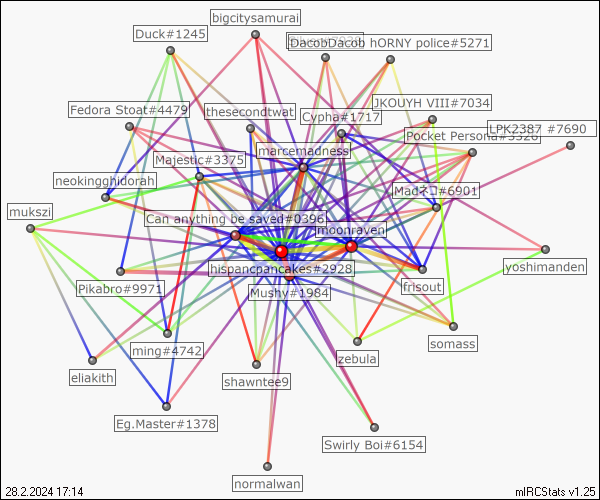 bigcitysamurai
Duck#1245
DacobDacob hORNY police#5271
Fedora Stoat#4479
thesecondtwat
Cypha#1717
JKOUYH VIII#7034
LPK2387 #7690
Pocket Persona#3328
marcemadness
Majestic#3375
neokingghidorah
Madネコ#6901
mukszi
Can anything be saved#0396
moonraven
hispancpancakes#2928
yoshimanden
Pikabro#9971
Mushy#1984
frisout
ming#4742
zebula
somass
eliakith
shawntee9
Eg.Master#1378
Swirly Boi#6154
normalwan
28.2.2024 17:14
mIRCStats v1.25